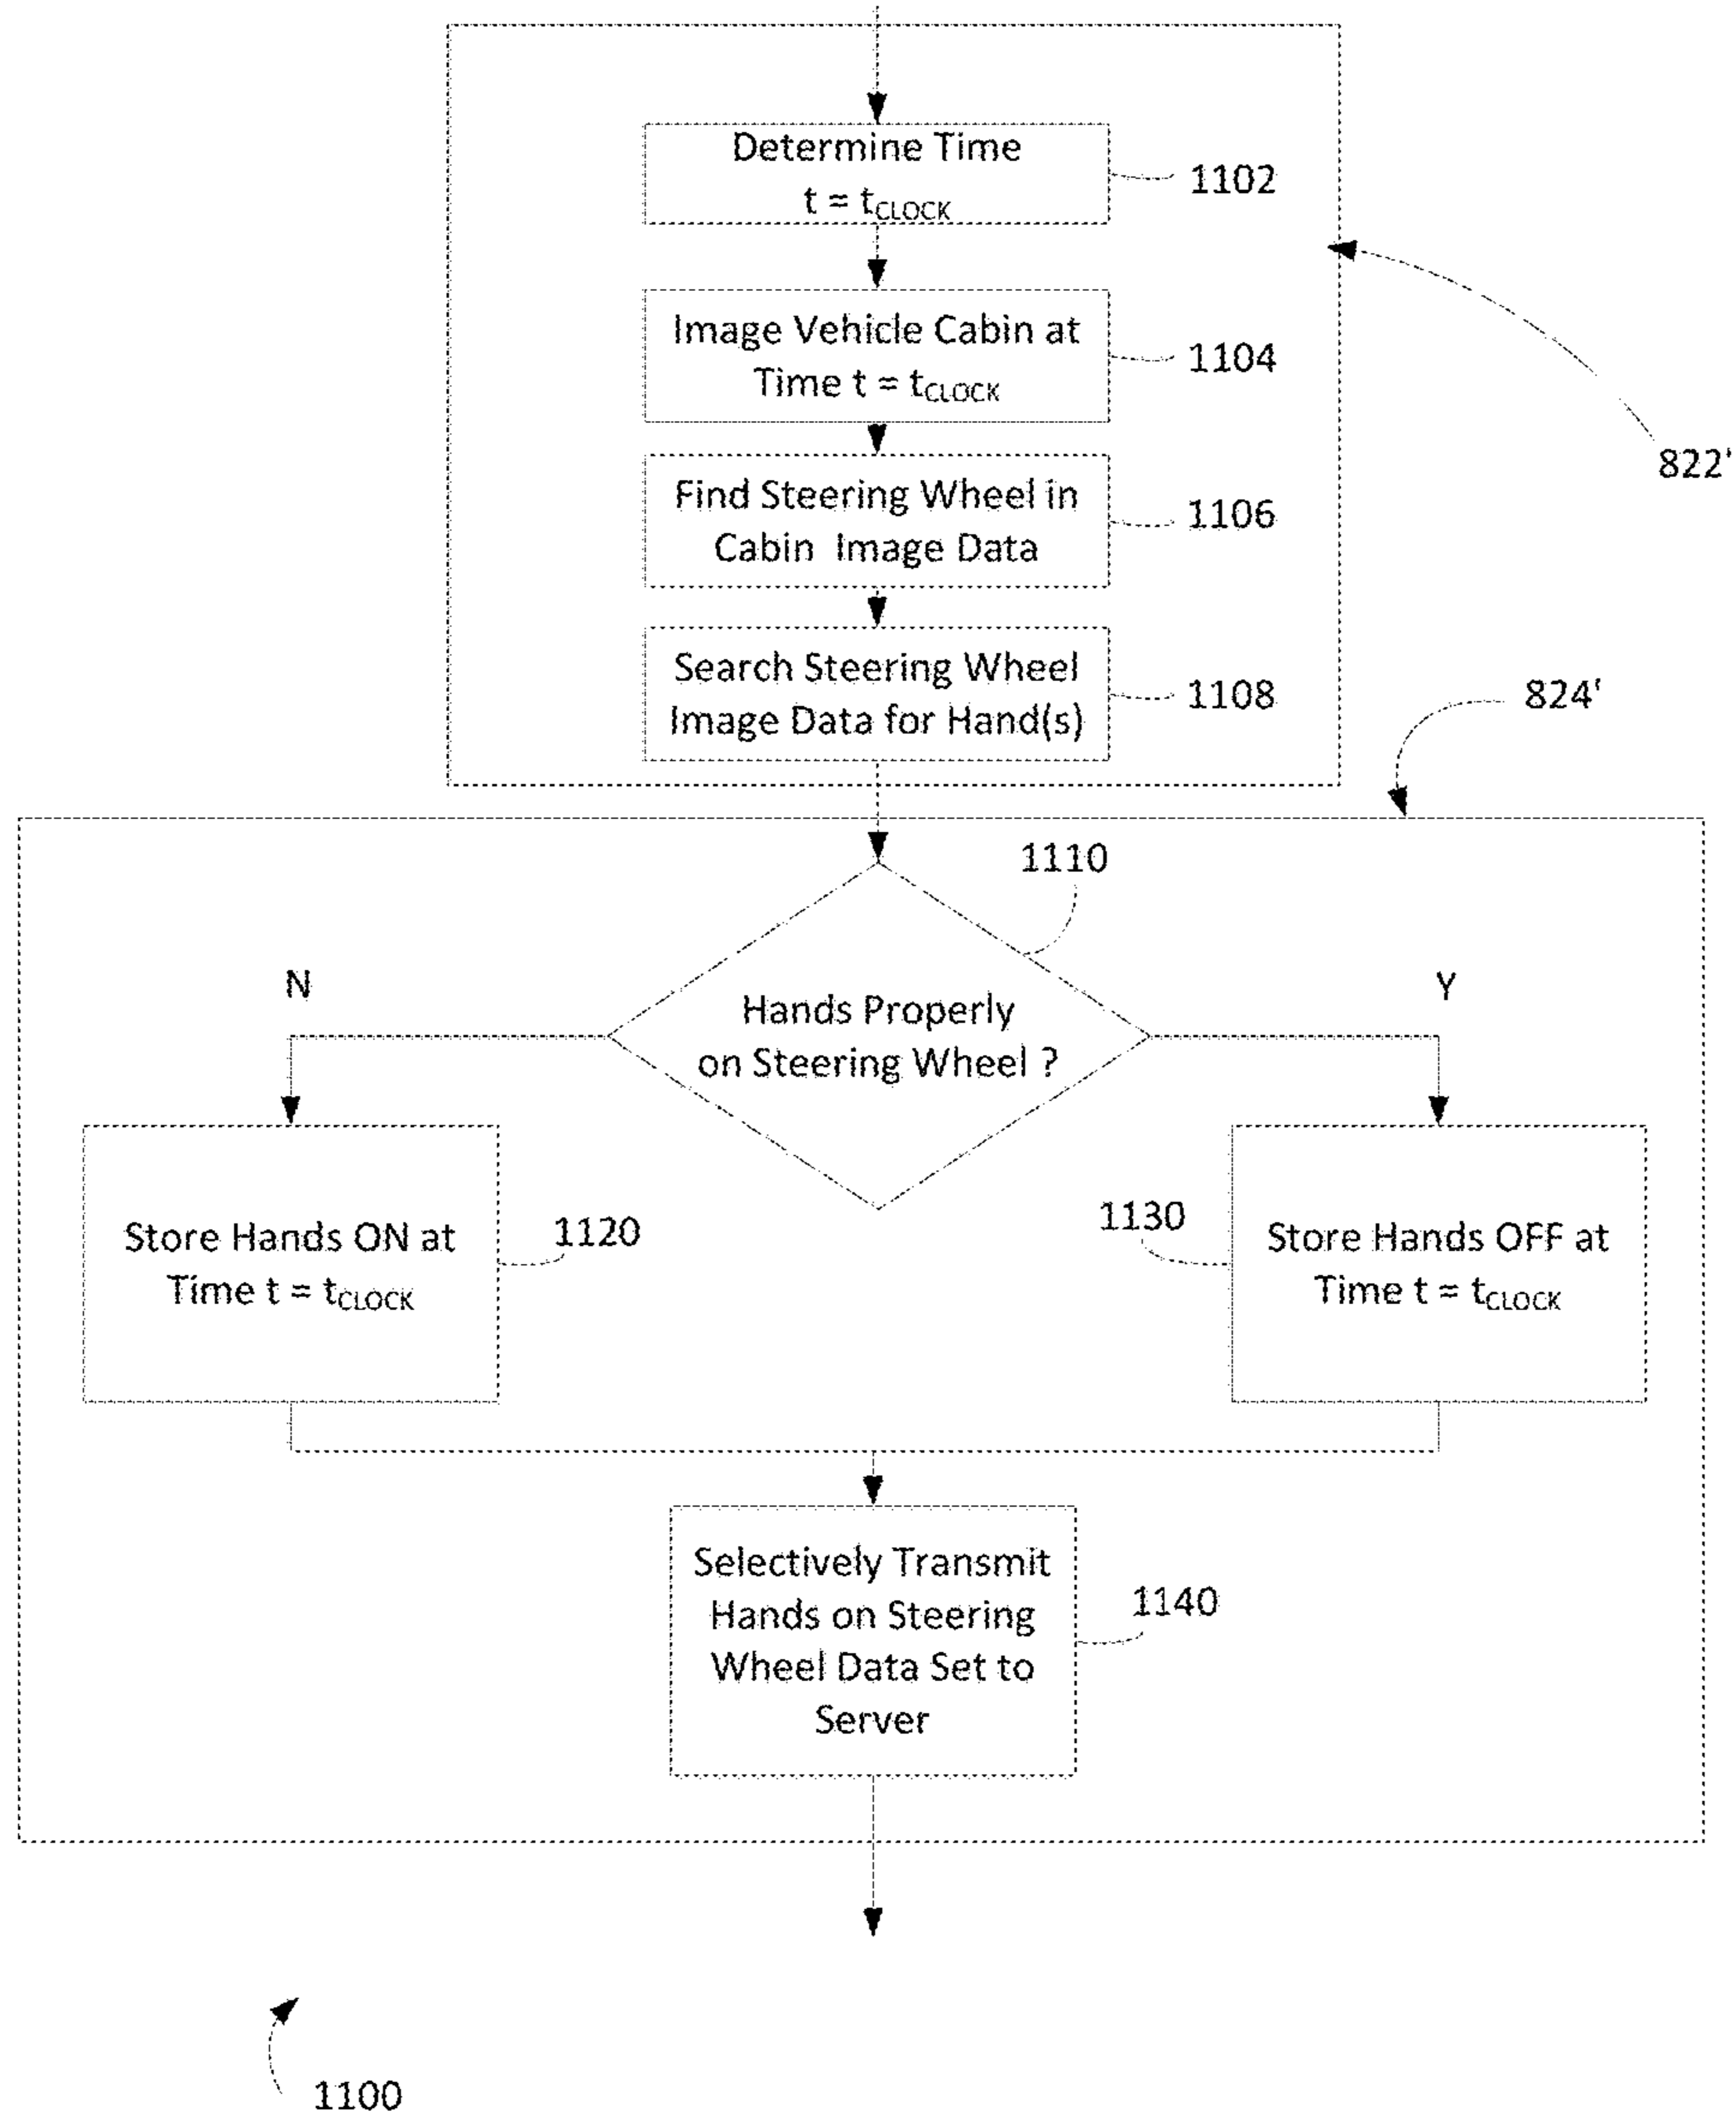 Determine Time
t = tCLOCK
1102
Image Vehicle Cabin at
Time t = tCLOCK
1104
822'
Find Steering Wheel in
Cabin Image Data
1106
Search Steering Wheel
Image Data for Hand(s)
1108
824'
1110
N
Y
Hands Properly
on Steering Wheel ?
Store Hands ON at
Time t = tCLOCK
1120
1130
Store Hands OFF at
Time t = tCLOCK
Selectively Transmit
Hands on Steering
Wheel Data Set to
Server
1140
1100